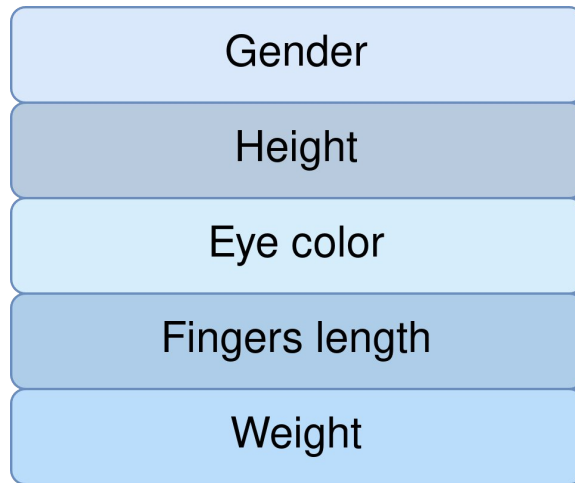 Gender
Height
Eye color
Fingers length
Weight